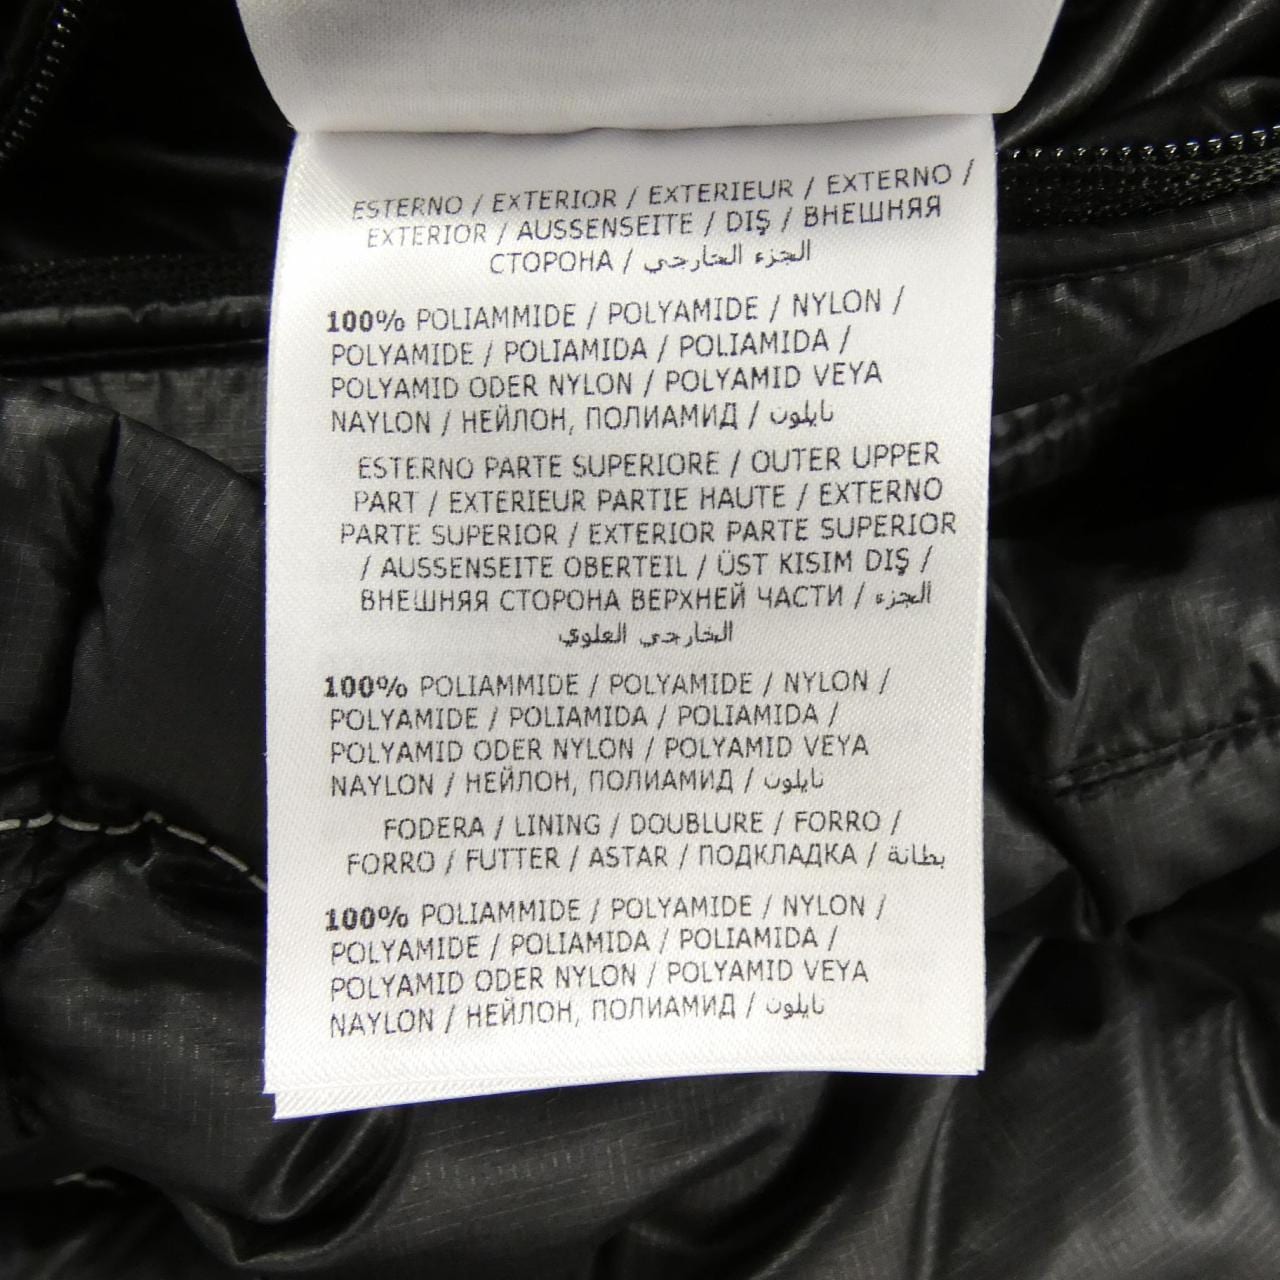 ESTERNO / EXTERIOR / EXTERIEUR / EXTERNO /
EXTERIOR / AUSSENSEITE / DIŞ / ВНЕШНЯЯ
СТОРОНА / الجزء الخارجي
100% POLIAMMIDE / POLYAMIDE / NYLON /
POLYAMIDE / POLIAMIDA / POLIAMIDA /
POLYAMID ODER NYLON / POLYAMID VEYA
NAYLON / НЕЙЛОН, ПОЛИАМИД / نايلون
ESTERNO PARTE SUPERIORE / OUTER UPPER
PART / EXTERIEUR PARTIE HAUTE / EXTERNO
PARTE SUPERIOR / EXTERIOR PARTE SUPERIOR
/ AUSSENSEITE OBERTEIL / ÜST KISIM DIŞ /
ВНЕШНЯЯ СТОРОНА ВЕРХНЕЙ ЧАСТИ / الجزء
الخارجي العلوي
100% POLIAMMIDE / POLYAMIDE / NYLON /
POLYAMIDE / POLIAMIDA / POLIAMIDA /
POLYAMID ODER NYLON / POLYAMID VEYA
NAYLON / НЕЙЛОН, ПОЛИАМИД / نايلون
FODERA / LINING / DOUBLURE / FORRO /
FORRO / FUTTER / ASTAR / ПОДКЛАДКА / بطانة
100% POLIAMMIDE / POLYAMIDE / NYLON /
POLYAMIDE / POLIAMIDA / POLIAMIDA /
POLYAMID ODER NYLON / POLYAMID VEYA
NAYLON / НЕЙЛОН, ПОЛИАМИД / نايلون